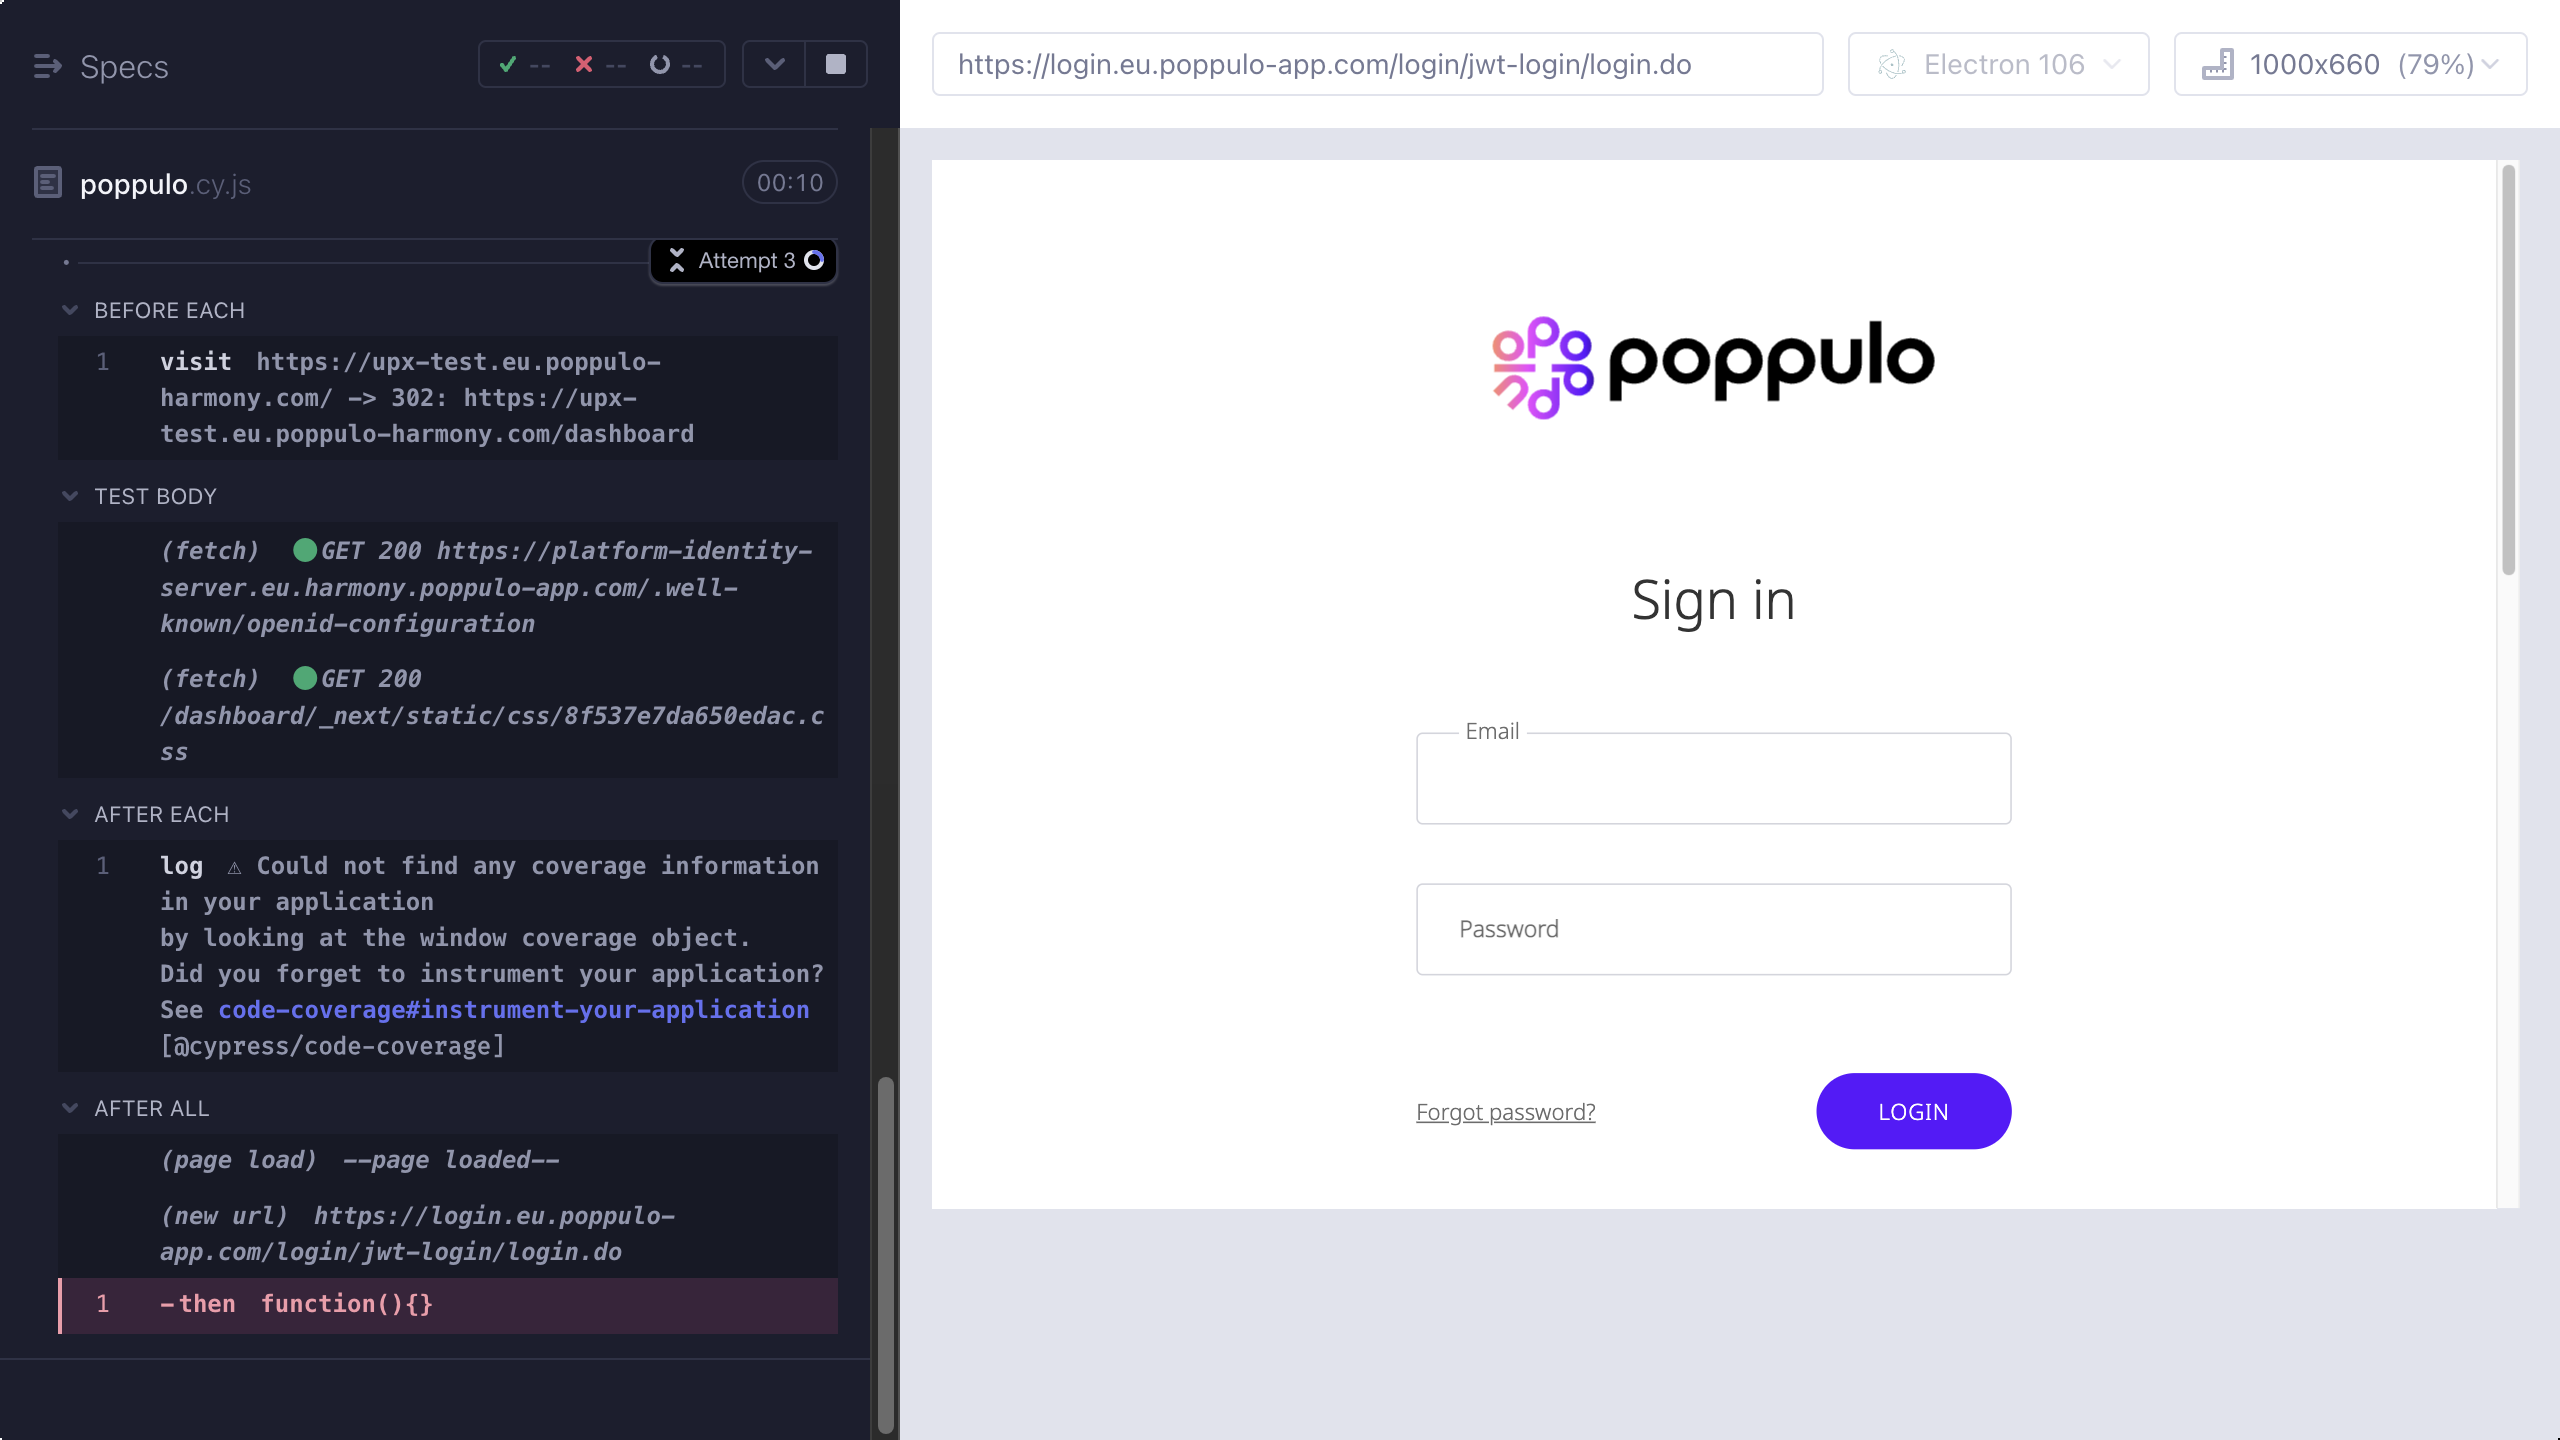 Specs
--
--
--
poppulo.cy.js
00:10
Attempt 3
BEFORE EACH
1 visit https://upx-test.eu.poppulo-
harmony.com/ -> 302: https://upx-
test.eu.poppulo-harmony.com/dashboard
TEST BODY
(fetch) GET 200 https://platform-identity-
server.eu.harmony.poppulo-app.com/.well-
known/openid-configuration
(fetch) GET 200
/dashboard/_next/static/css/8f537e7da650edac.c
ss
AFTER EACH
1 log ⚠ Could not find any coverage information
in your application
by looking at the window coverage object.
Did you forget to instrument your application?
See code-coverage#instrument-your-application
[@cypress/code-coverage]
AFTER ALL
(page load) --page loaded--
(new url) https://login.eu.poppulo-
app.com/login/jwt-login/login.do
1 -then function(){}
https://login.eu.poppulo-app.com/login/jwt-login/login.do
Electron 106
1000x660 (79%)
poppulo
Sign in
Email
Password
Forgot password?
LOGIN